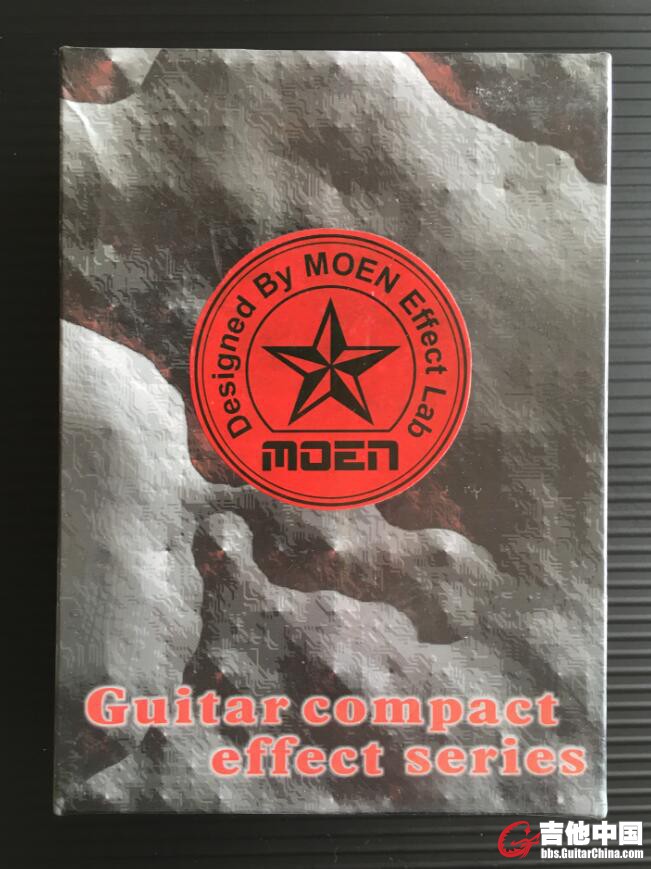 Designed By MOEN Effect Lab
MOEN
Guitar compact
effect series
吉他中国
bbs.GuitarChina.com